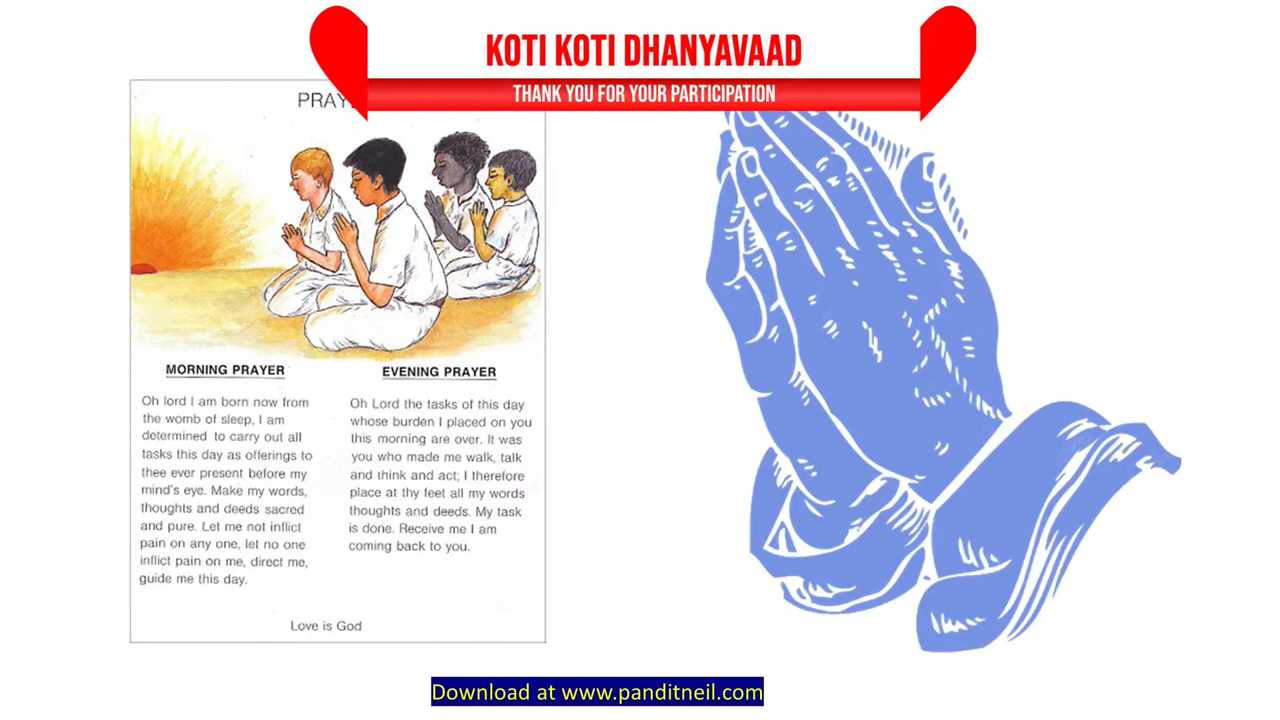 KOTI KOTI DHANYAVAAD
THANK YOU FOR YOUR PARTICIPATION
MORNING PRAYER
Oh lord I am born now from
the womb of sleep, I am
determined to carry out all
tasks this day as offerings to
thee ever present before my
mind's eye. Make my words,
thoughts and deeds sacred
and pure. Let me not inflict
pain on any one, let no one
inflict pain on me, direct me,
guide me this day.
EVENING PRAYER
Oh Lord the tasks of this day
whose burden I placed on you
this morning are over. It was
you who made me walk, talk
and think and act; I therefore
place at thy feet all my words
thoughts and deeds. My task
is done. Receive me I am
coming back to you.
Love is God
Download at www.panditneil.com